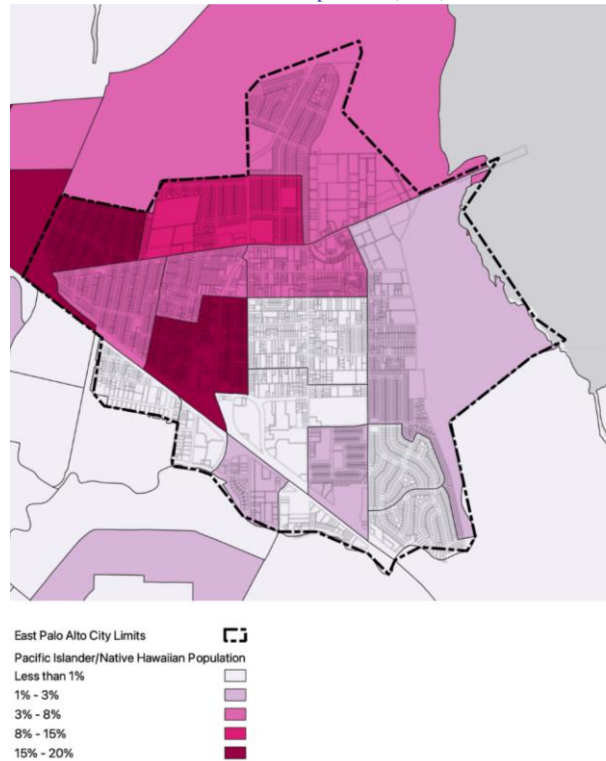 East Palo Alto City Limits
Pacific Islander/Native Hawaiian Population
Less than 1%
1% - 3%
3% - 8%
8% - 15%
15% - 20%